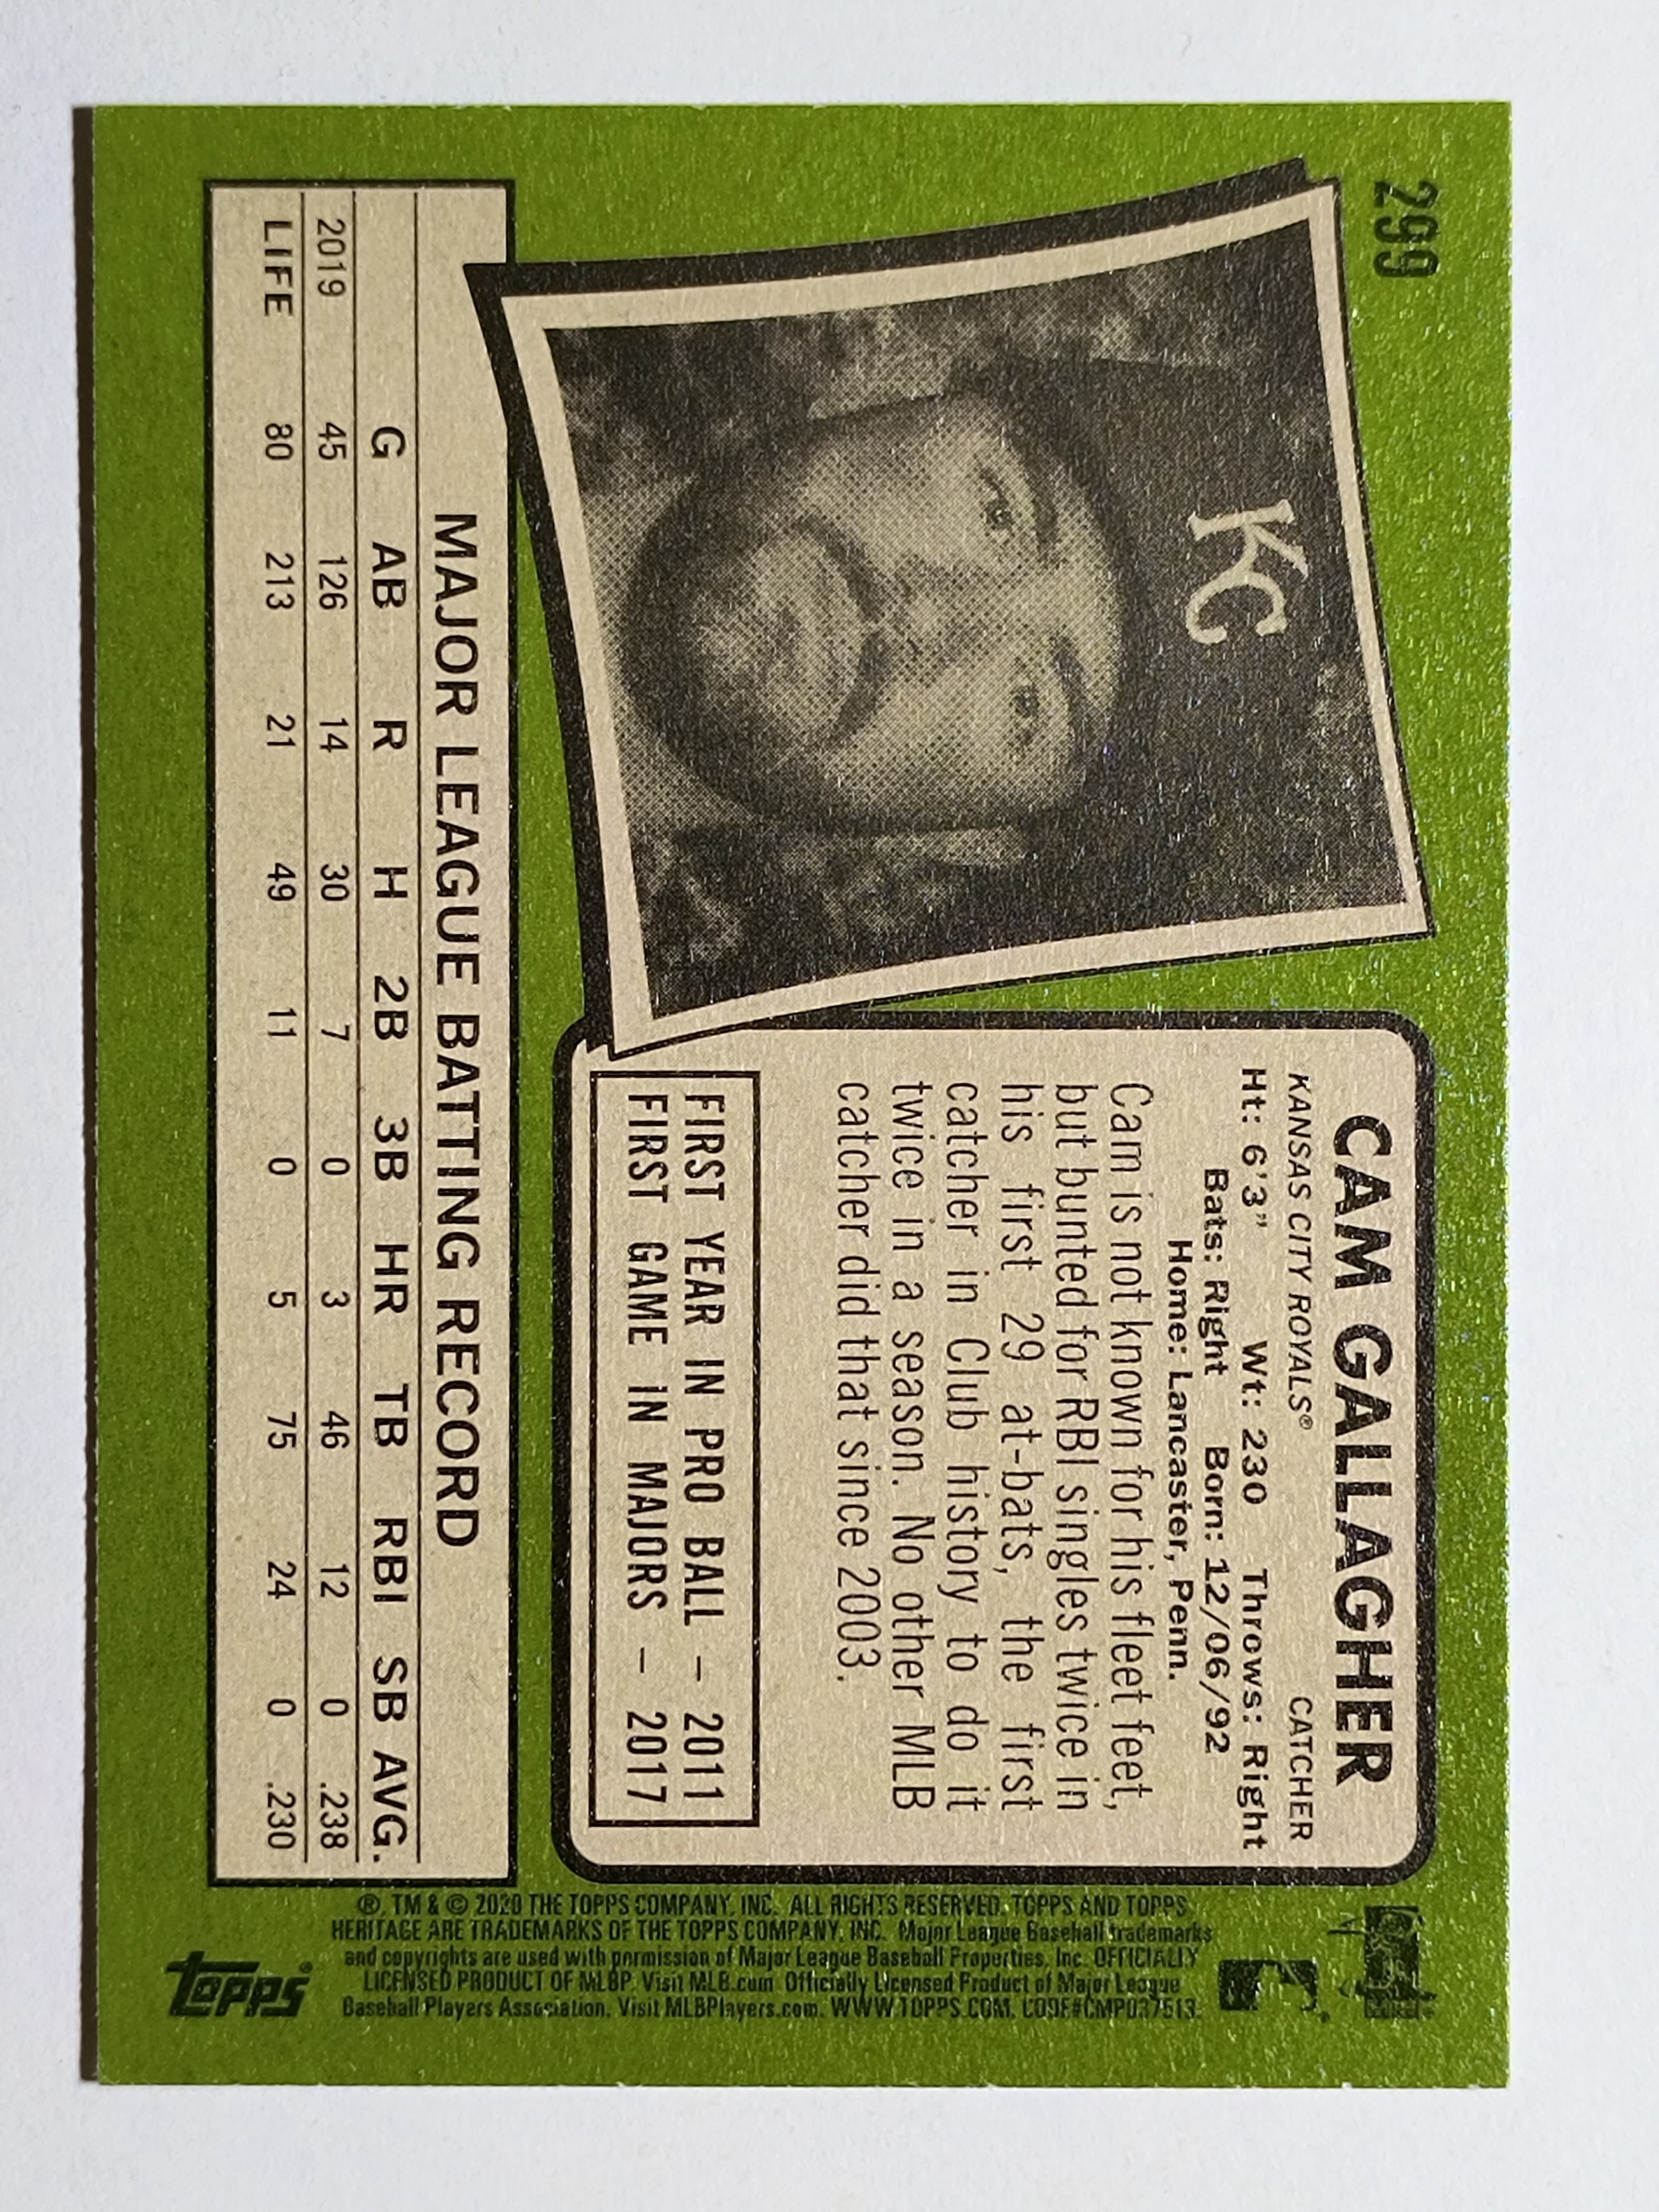 299
KC
CAM GALLAGHER
KANSAS CITY ROYALS® CATCHER
Ht: 6'3" Wt: 230 Throws: Right
Bats: Right Born: 12/06/92
Home: Lancaster, Penn.
Cam is not known for his fleet feet,
but bunted for RBI singles twice in
his first 29 at-bats, the first
catcher in Club history to do it
twice in a season. No other MLB
catcher did that since 2003.
FIRST YEAR IN PRO BALL – 2011
FIRST GAME IN MAJORS – 2017
MAJOR LEAGUE BATTING RECORD
G AB R H 2B 3B HR TB RBI SB AVG.
2019 45 126 14 30 7 0 3 46 12 0 .238
LIFE 80 213 21 49 11 0 5 75 24 0 .230
®, TM & © 2020 THE TOPPS COMPANY, INC. ALL RIGHTS RESERVED. TOPPS AND TOPPS
HERITAGE ARE TRADEMARKS OF THE TOPPS COMPANY, INC. Major League Baseball trademarks
and copyrights are used with permission of Major League Baseball Properties, Inc. OFFICIALLY
LICENSED PRODUCT OF MLBP. Visit MLB.com Officially Licensed Product of Major League
Baseball Players Association. Visit MLBPlayers.com. WWW.TOPPS.COM. CODE#CMP037513
topps